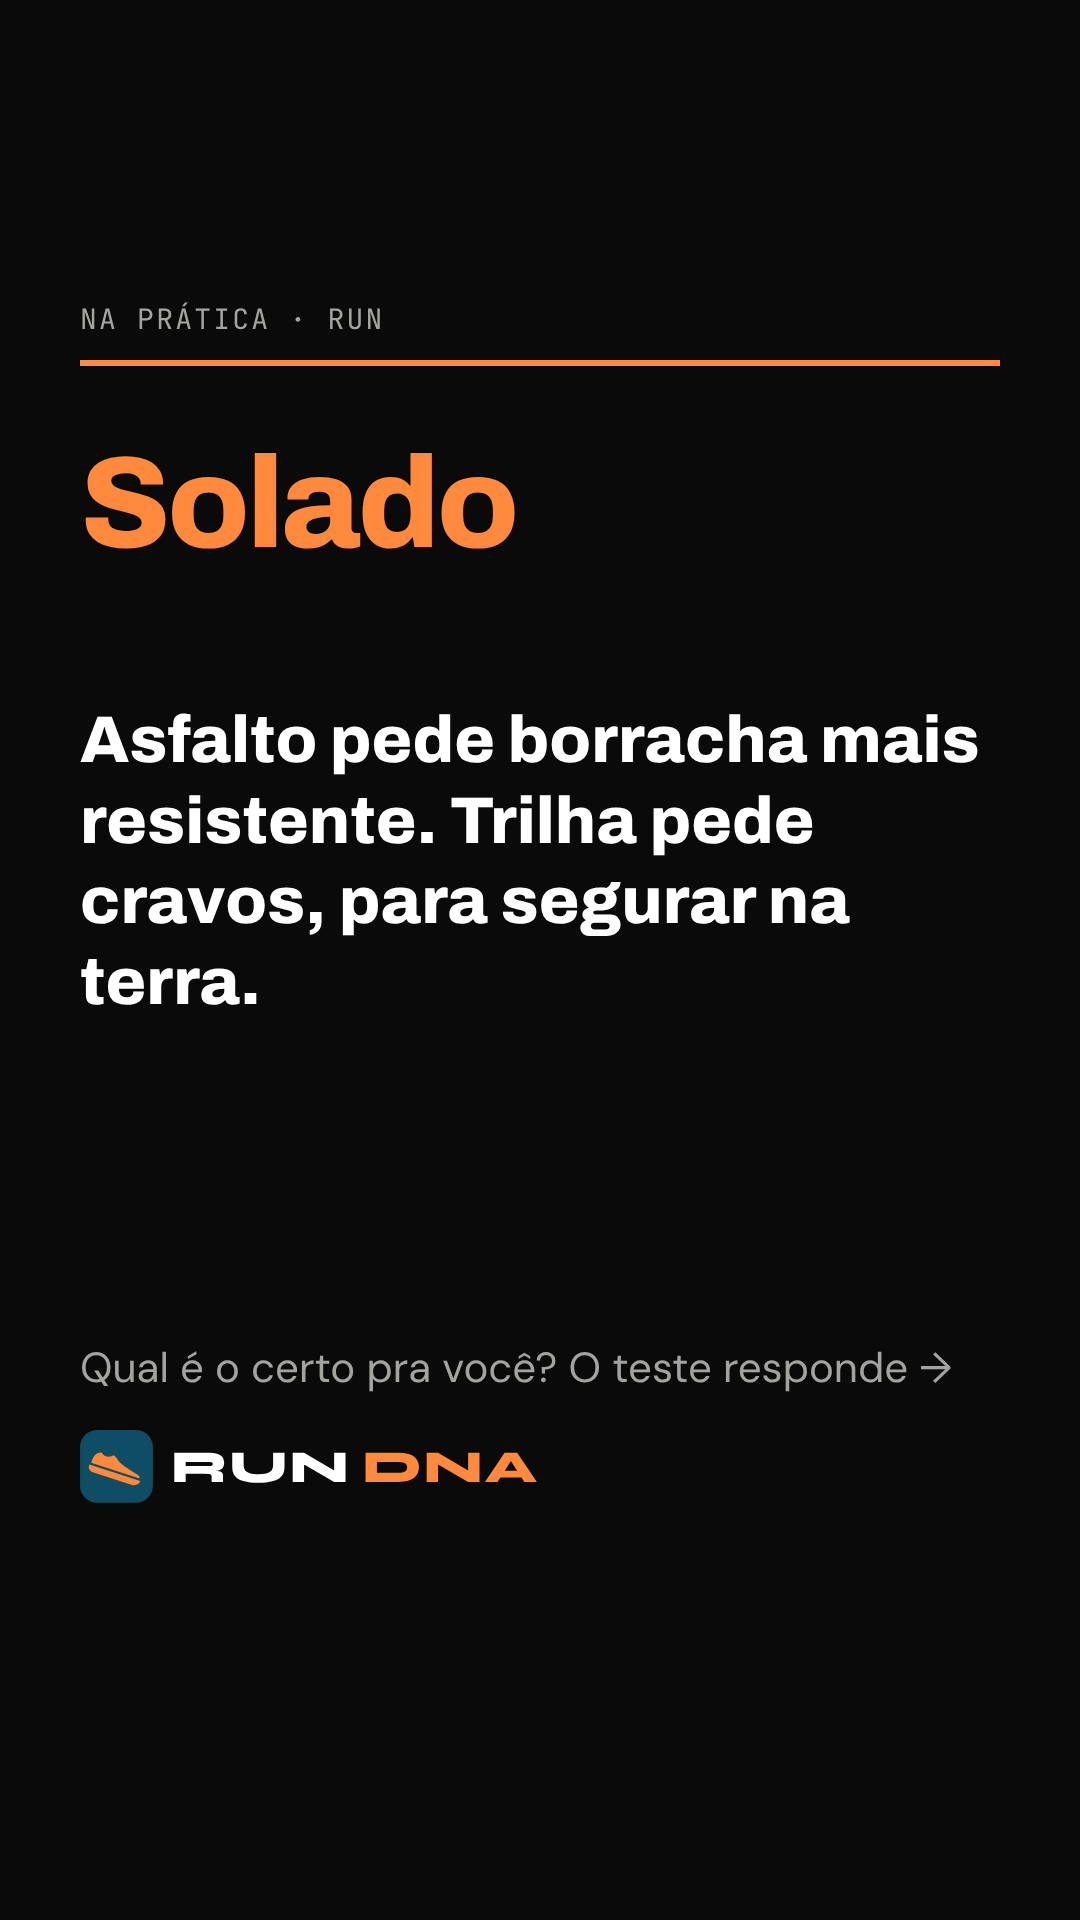 NA PRÁTICA · RUN
Solado
Asfalto pede borracha mais
resistente. Trilha pede
cravos, para segurar na
terra.
Qual é o certo pra você? O teste responde →
RUN DNA